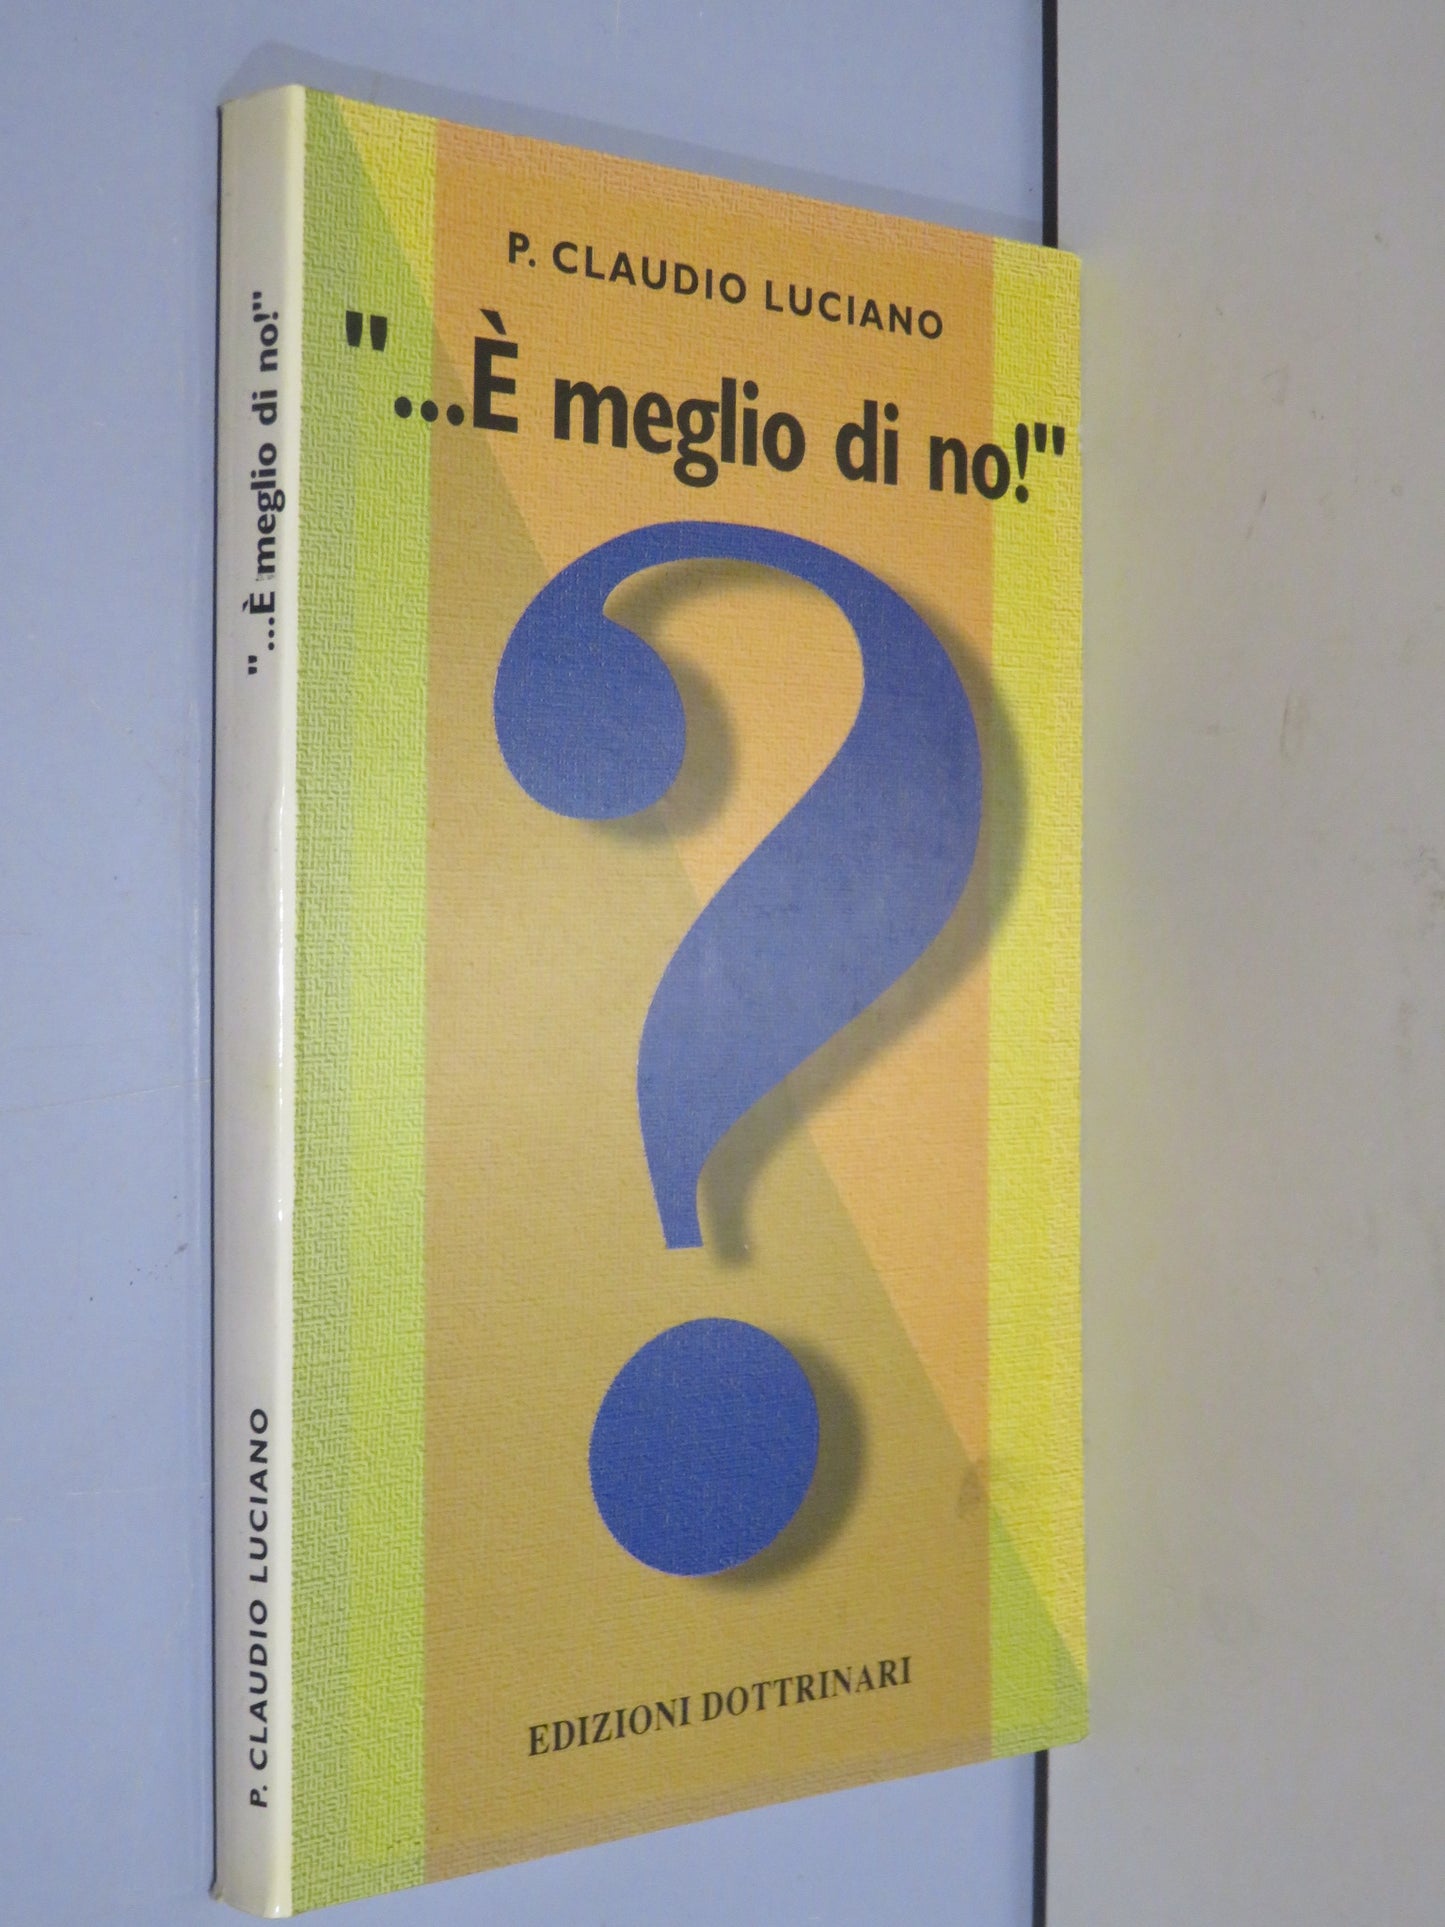 P. CLAUDIO LUCIANO
"...È meglio di no!"
?
EDIZIONI DOTTRINARI
"...È meglio di no!"
P. CLAUDIO LUCIANO